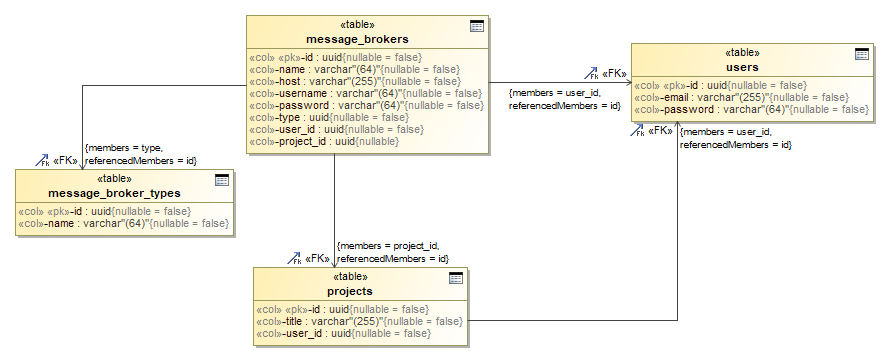 «table»
message_brokers
«col» «pk»-id : uuid{nullable = false}
«col»-name : varchar"(64)"{nullable = false}
«col»-host : varchar"(255)"{nullable = false}
«col»-username : varchar"(64)"{nullable = false}
«col»-password : varchar"(64)"{nullable = false}
«col»-type : uuid{nullable = false}
«col»-user_id : uuid{nullable = false}
«col»-project_id : uuid{nullable}
Fk «FK»
{members = user_id,
referencedMembers = id}
«table»
users
«col» «pk»-id : uuid{nullable = false}
«col»-email : varchar"(255)"{nullable = false}
«col»-password : varchar"(64)"{nullable = false}
Fk «FK»
{members = user_id,
referencedMembers = id}
{members = type,
referencedMembers = id}
Fk «FK»
«table»
message_broker_types
«col» «pk»-id : uuid{nullable = false}
«col»-name : varchar"(64)"{nullable = false}
{members = project_id,
referencedMembers = id}
Fk «FK»
«table»
projects
«col» «pk»-id : uuid{nullable = false}
«col»-title : varchar"(255)"{nullable = false}
«col»-user_id : uuid{nullable = false}